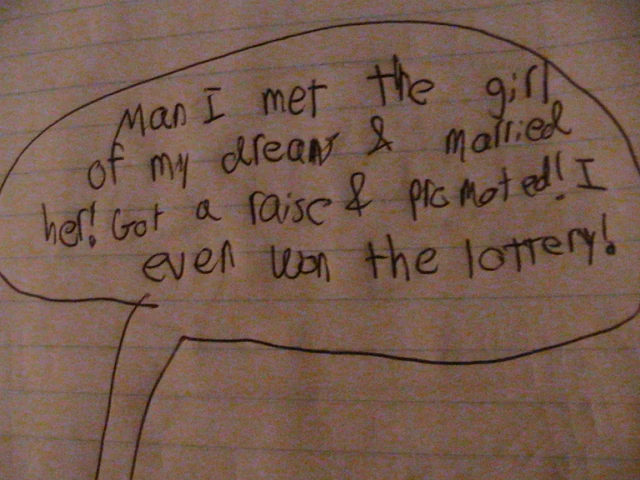 Man I met the girl
of my dreams & married
her! Got a raise & promoted! I
even won the lottery!